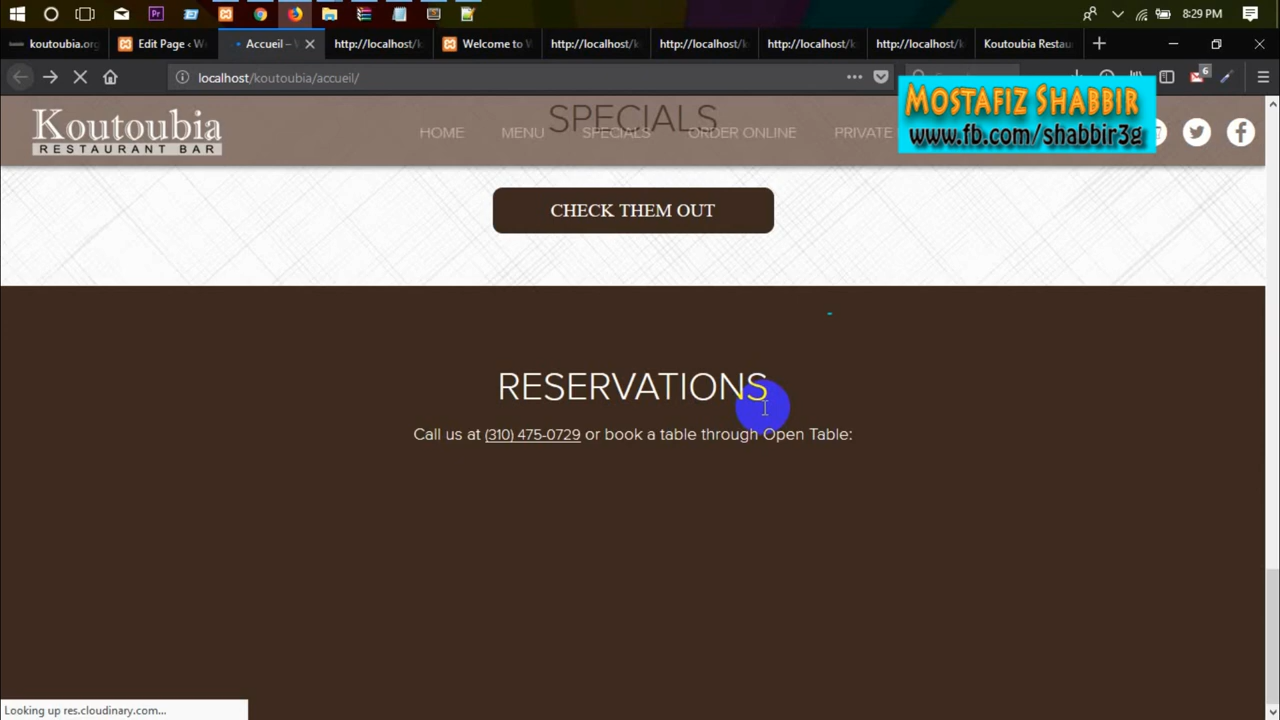 8:29 PM
koutoubia.org
Edit Page ‹ W
Accueil –
http://localhost/k
Welcome to
http://localhost/k
http://localhost/k
http://localhost/k
http://localhost/k
Koutoubia Restau
localhost/koutoubia/accueil/
6
MOSTAFIZ SHABBIR
www.fb.com/shabbir3g
Koutoubia
RESTAURANT BAR
HOME
MENU
SPECIALS
ORDER ONLINE
PRIVATE
SPECIALS
CHECK THEM OUT
RESERVATIONS
Call us at (310) 475-0729 or book a table through Open Table:
Looking up res.cloudinary.com...